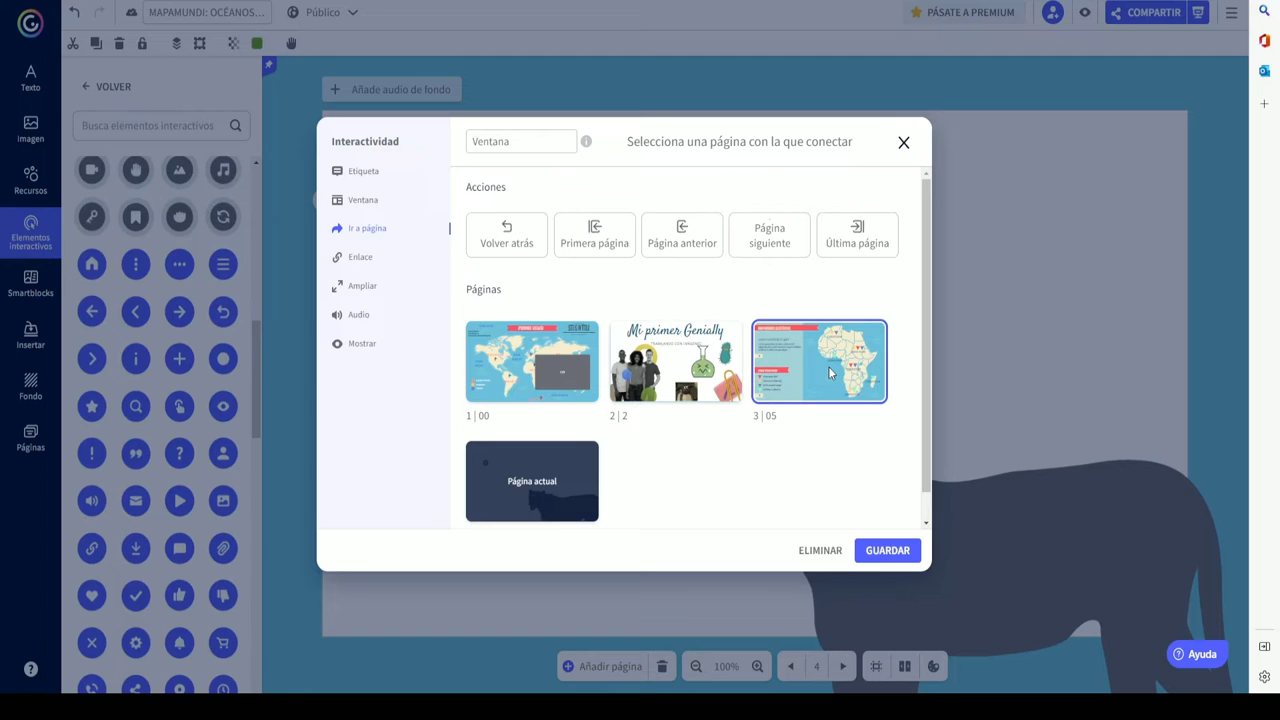 MAPAMUNDI: OCÉANOS...
Público
PÁSATE A PREMIUM
COMPARTIR
Texto
Imagen
Recursos
Elementos
interactivos
Smartblocks
Insertar
Fondo
Páginas
VOLVER
Busca elementos interactivos
Añade audio de fondo
Interactividad
Etiqueta
Ventana
Ir a página
Enlace
Ampliar
Audio
Mostrar
Ventana
Selecciona una página con la que conectar
Acciones
Volver atrás
Primera página
Página anterior
Página
siguiente
Última página
Páginas
Mi primer Genially
1 | 00
2 | 2
3 | 05
Página actual
ELIMINAR
GUARDAR
Añadir página
100%
4
Ayuda